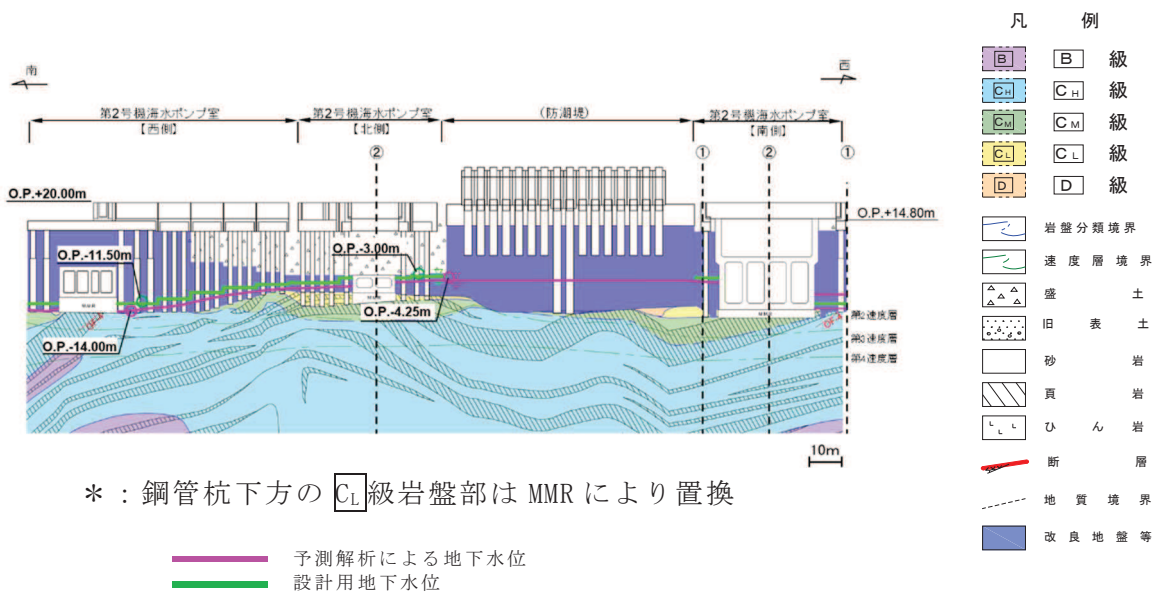 南
西
第2号機海水ポンプ室
【西側】
第2号機海水ポンプ室
【北側】
(防潮堤)
第2号機海水ポンプ室
【南側】
②
①
②
①
O.P.+20.00m
O.P.+14.80m
O.P.-11.50m
O.P.-3.00m
O.P.-4.25m
O.P.-14.00m
第2速度層
第3速度層
第4速度層
10m
*：鋼管杭下方の CL 級岩盤部は MMR により置換
予測解析による地下水位
設計用地下水位
凡 例
B B 級
CH CH 級
CM CM 級
CL CL 級
D D 級
岩盤分類境界
速度層境界
盛土
旧表土
砂岩
頁岩
ひん岩
断層
地質境界
改良地盤等